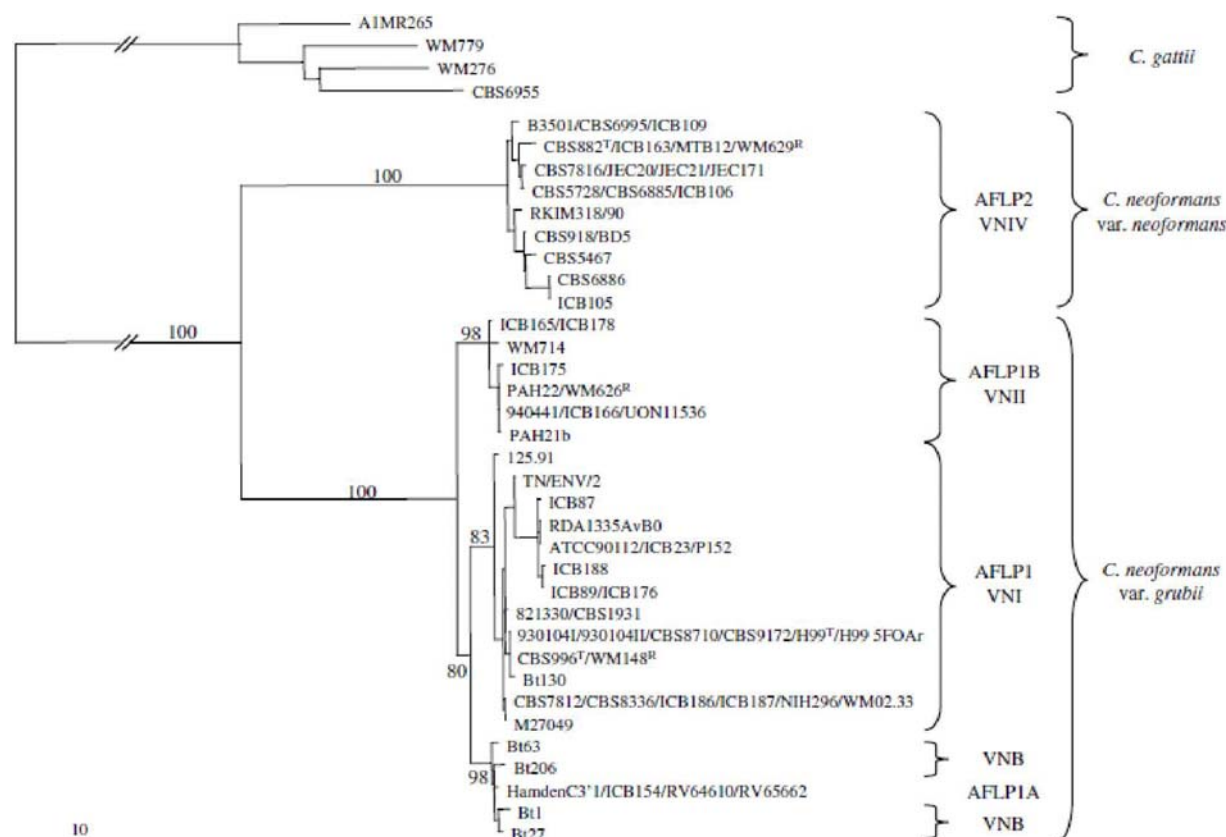 A1MR265
WM779
WM276
CBS6955
C. gattii
B3501/CBS6995/ICB109
CBS882ᵀ/ICB163/MTB12/WM629ᴿ
CBS7816/JEC20/JEC21/JEC171
CBS5728/CBS6885/ICB106
RKIM318/90
CBS918/BD5
CBS5467
CBS6886
ICB105
100
AFLP2
VNIV
C. neoformans
var. neoformans
100
98
ICB165/ICB178
WM714
ICB175
PAH22/WM626ᴿ
940441/ICB166/UON11536
PAH21b
AFLP1B
VNII
100
83
125.91
TN/ENV/2
ICB87
RDA1335AvB0
ATCC90112/ICB23/P152
ICB188
ICB89/ICB176
821330/CBS1931
930104I/930104II/CBS8710/CBS9172/H99ᵀ/H99 5FOAr
CBS996ᵀ/WM148ᴿ
Bt130
CBS7812/CBS8336/ICB186/ICB187/NIH296/WM02.33
M27049
AFLP1
VNI
C. neoformans
var. grubii
80
98
Bt63
Bt206
HamdenC3'1/ICB154/RV64610/RV65662
Bt1
Bt27
VNB
AFLP1A
VNB
10